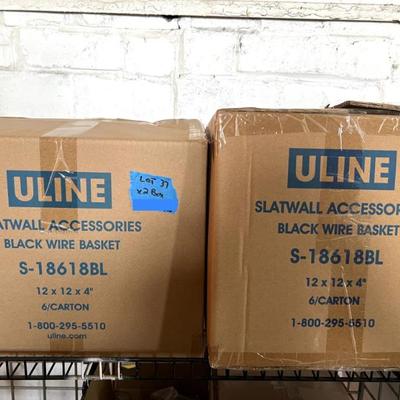 ULINE
Lot 37
x2 Box
SLATWALL ACCESSORIES
BLACK WIRE BASKET
S-18618BL
12 x 12 x 4"
6/CARTON
1-800-295-5510
uline.com
ULINE
SLATWALL ACCESSOR
BLACK WIRE BASKET
S-18618BL
12 x 12 x 4"
6/CARTON
1-800-295-5510